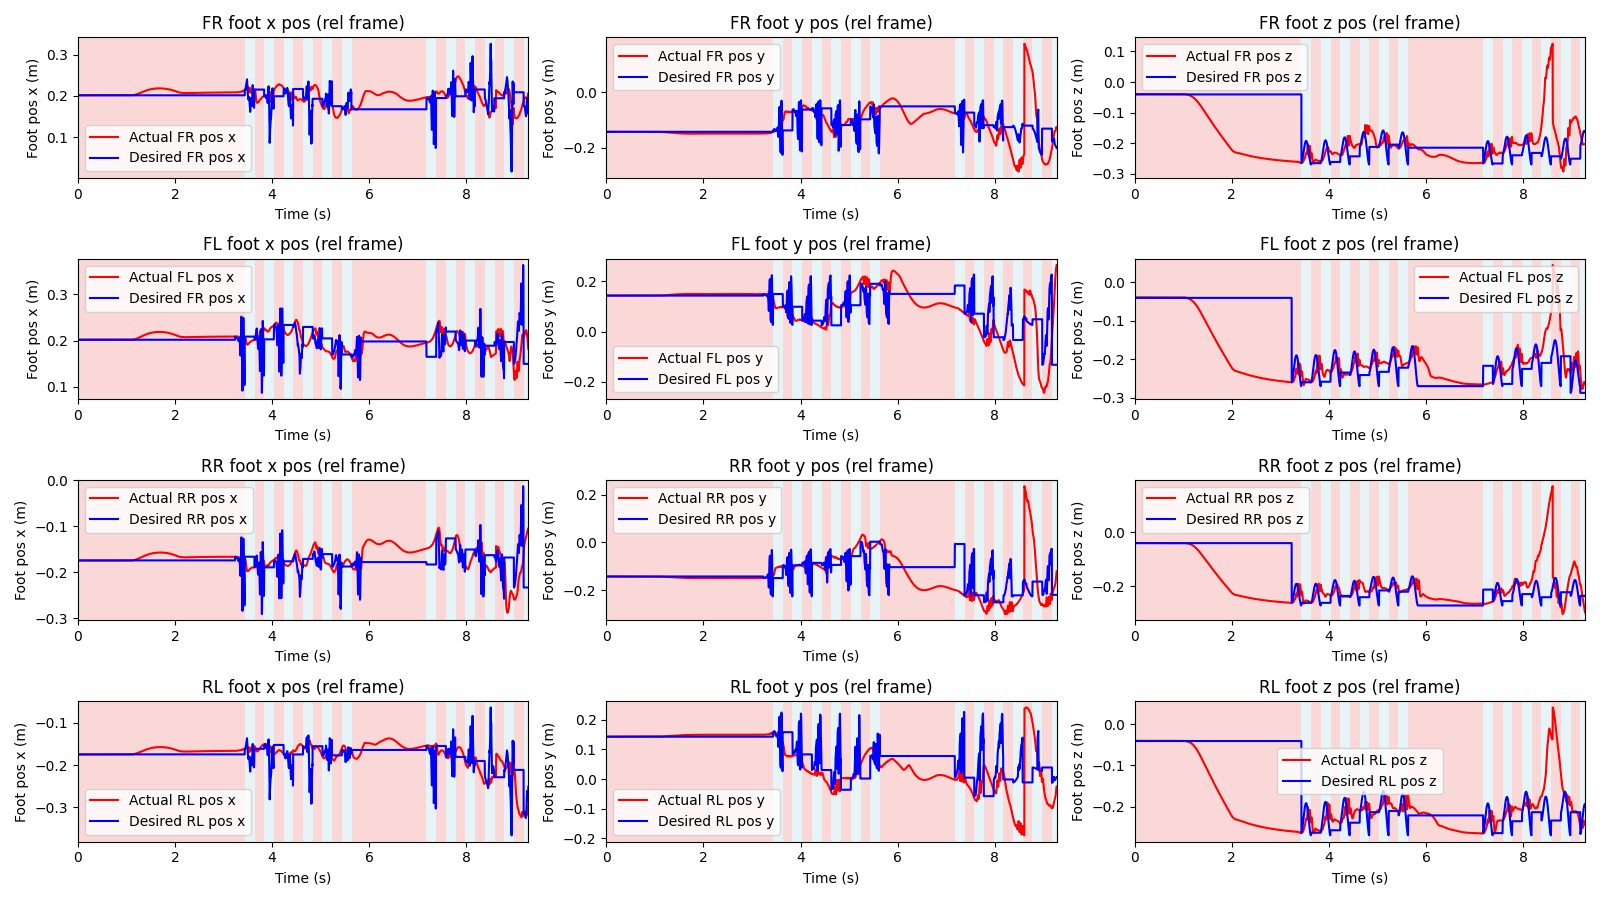 FR foot x pos (rel frame)
Foot pos x (m)
0.3
0.2
0.1
Actual FR pos x
Desired FR pos x
0 2 4 6 8
Time (s)
FR foot y pos (rel frame)
Foot pos y (m)
0.0
−0.2
Actual FR pos y
Desired FR pos y
0 2 4 6 8
Time (s)
FR foot z pos (rel frame)
Foot pos z (m)
0.1
0.0
−0.1
−0.2
−0.3
Actual FR pos z
Desired FR pos z
0 2 4 6 8
Time (s)
FL foot x pos (rel frame)
Foot pos x (m)
0.3
0.2
0.1
Actual FL pos x
Desired FR pos x
0 2 4 6 8
Time (s)
FL foot y pos (rel frame)
Foot pos y (m)
0.2
0.0
−0.2
Actual FL pos y
Desired FL pos y
0 2 4 6 8
Time (s)
FL foot z pos (rel frame)
Foot pos z (m)
0.0
−0.1
−0.2
−0.3
Actual FL pos z
Desired FL pos z
0 2 4 6 8
Time (s)
RR foot x pos (rel frame)
Foot pos x (m)
0.0
−0.1
−0.2
−0.3
Actual RR pos x
Desired RR pos x
0 2 4 6 8
Time (s)
RR foot y pos (rel frame)
Foot pos y (m)
0.2
0.0
−0.2
Actual RR pos y
Desired RR pos y
0 2 4 6 8
Time (s)
RR foot z pos (rel frame)
Foot pos z (m)
0.0
−0.2
Actual RR pos z
Desired RR pos z
0 2 4 6 8
Time (s)
RL foot x pos (rel frame)
Foot pos x (m)
−0.1
−0.2
−0.3
Actual RL pos x
Desired RL pos x
0 2 4 6 8
Time (s)
RL foot y pos (rel frame)
Foot pos y (m)
0.2
0.1
0.0
−0.1
−0.2
Actual RL pos y
Desired RL pos y
0 2 4 6 8
Time (s)
RL foot z pos (rel frame)
Foot pos z (m)
0.0
−0.1
−0.2
Actual RL pos z
Desired RL pos z
0 2 4 6 8
Time (s)